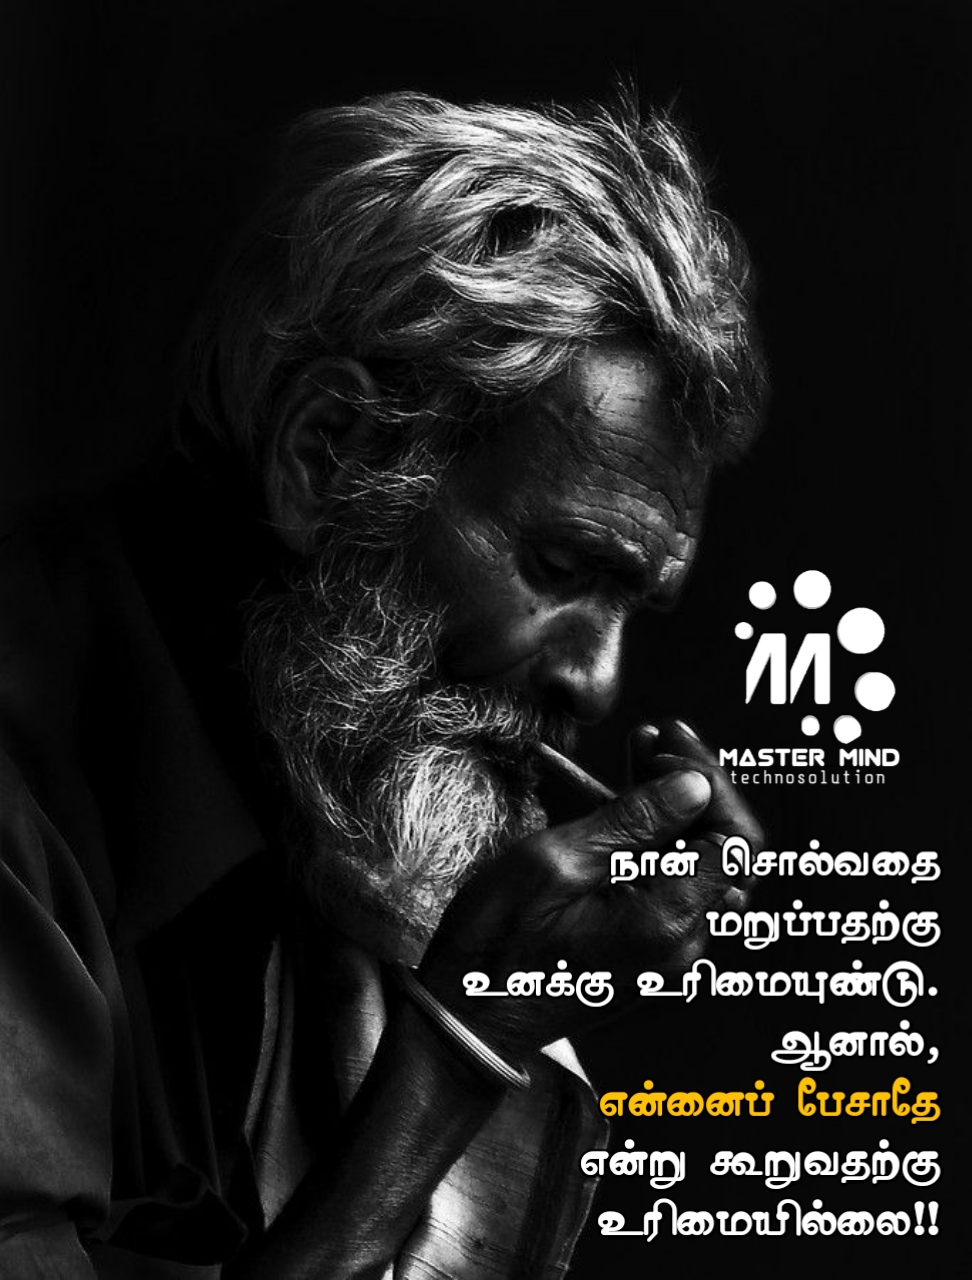 M
MASTER MIND
technosolution
நான் சொல்வதை
மறுப்பதற்கு
உனக்கு உரிமையுண்டு.
ஆனால்,
என்னைப் பேசாதே
என்று கூறுவதற்கு
உரிமையில்லை!!